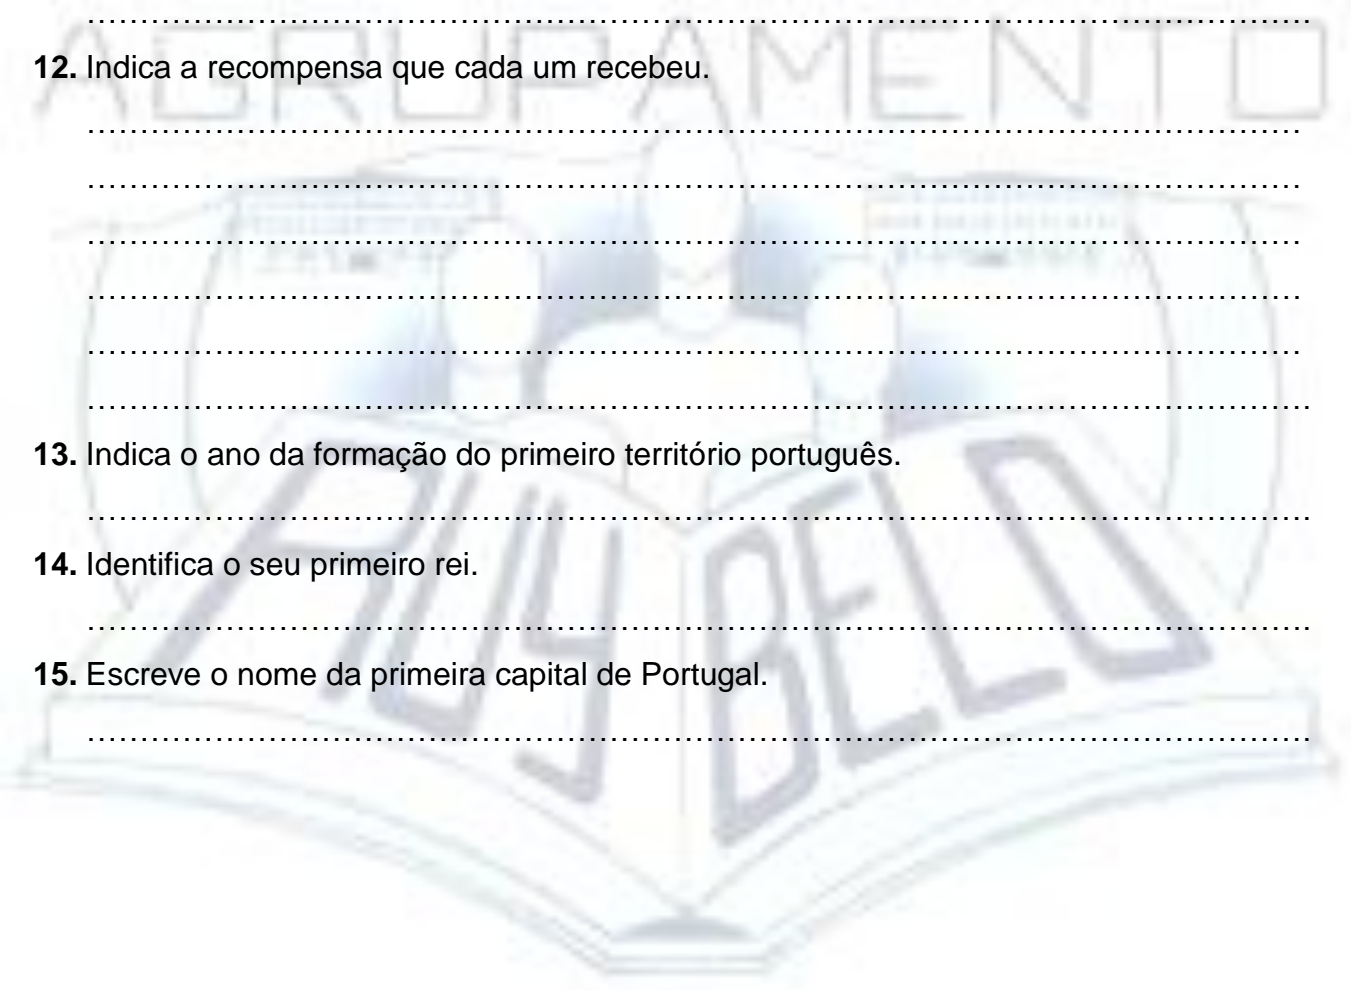 AGRUPAMENTO
……………………………………………………………………………………………………
12. Indica a recompensa que cada um recebeu.
……………………………………………………………………………………………………
……………………………………………………………………………………………………
……………………………………………………………………………………………………
……………………………………………………………………………………………………
……………………………………………………………………………………………………
……………………………………………………………………………………………………
13. Indica o ano da formação do primeiro território português.
……………………………………………………………………………………………………
14. Identifica o seu primeiro rei.
……………………………………………………………………………………………………
15. Escreve o nome da primeira capital de Portugal.
……………………………………………………………………………………………………
RUY BELO